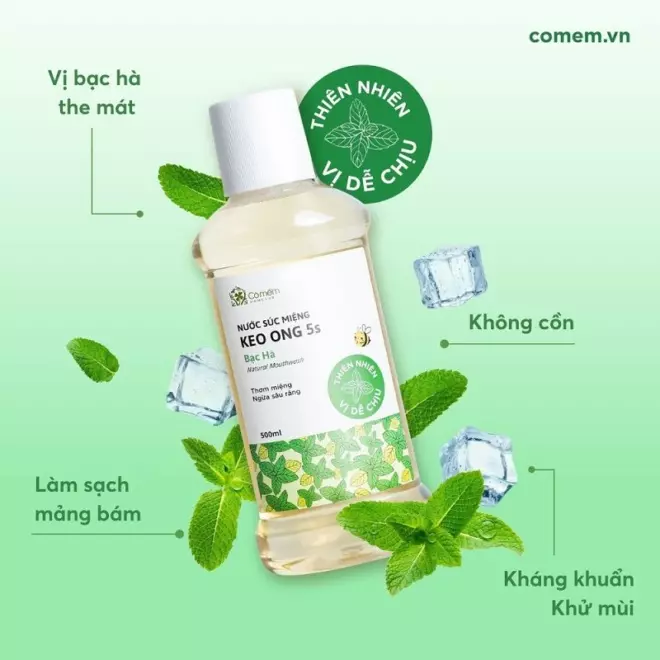 comem.vn
Vị bạc hà
the mát
THIÊN NHIÊN
VỊ DỄ CHỊU
Cỏ mềm
NƯỚC SÚC MIỆNG
KEO ONG 5s
Bạc Hà
Natural Mouthwash
Thơm miệng
Ngừa sâu răng
500ml
THIÊN NHIÊN
VỊ DỄ CHỊU
Không cồn
Làm sạch
mảng bám
Kháng khuẩn
Khử mùi